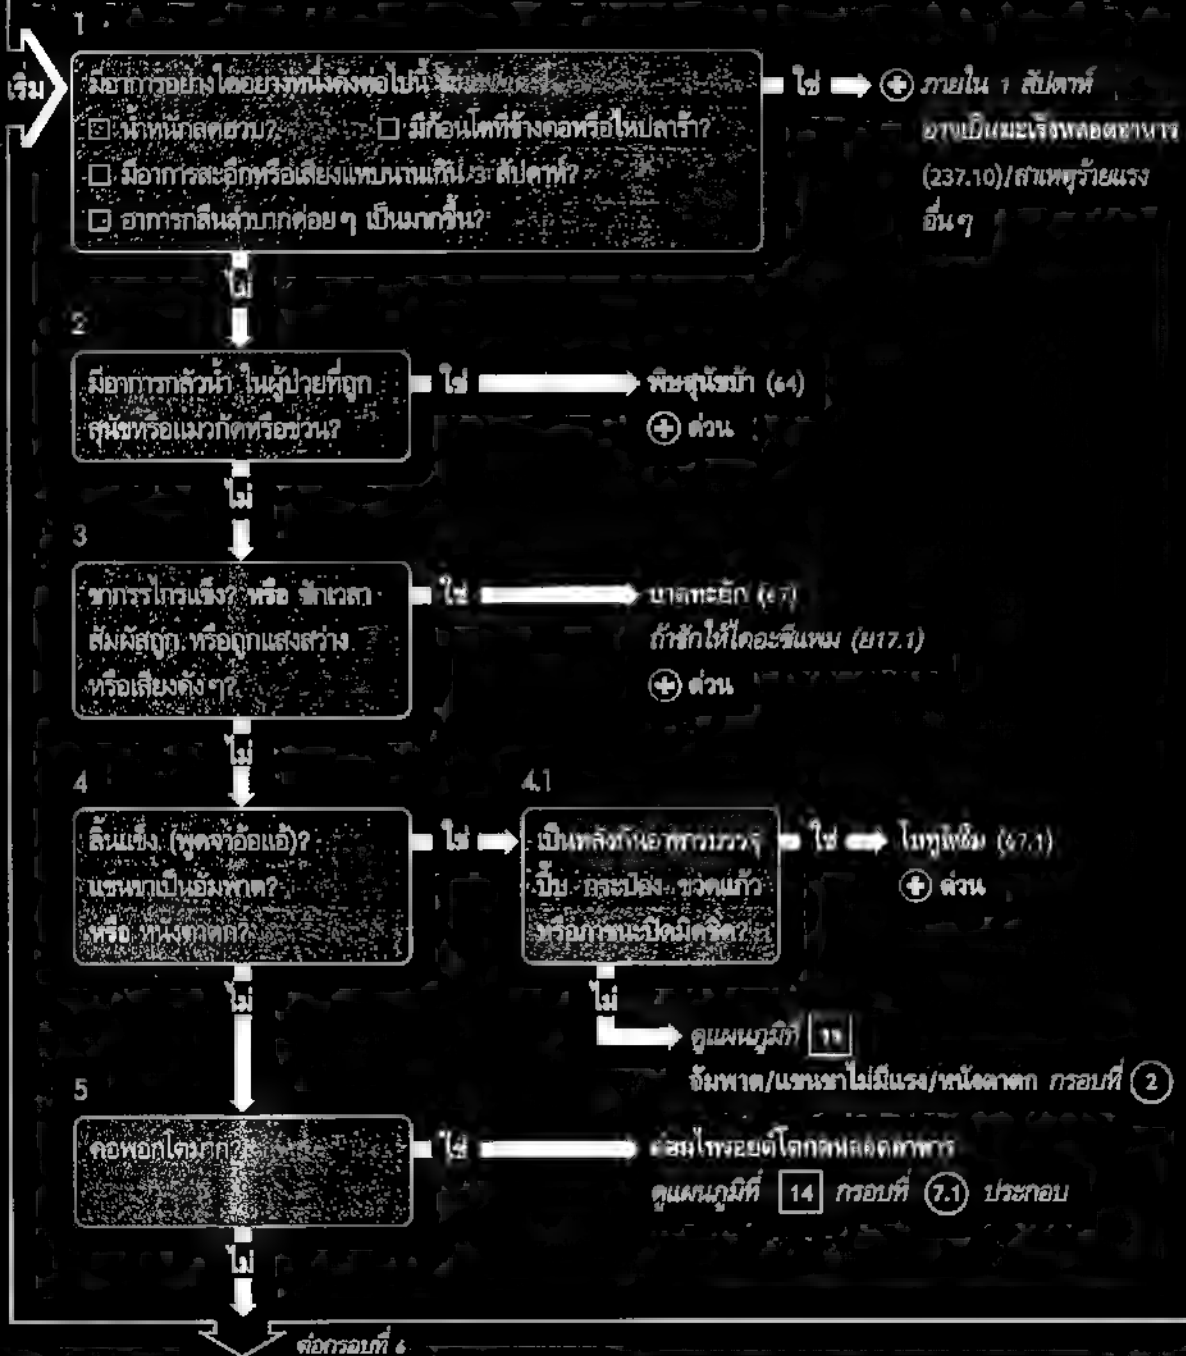 1
เริ่ม
มีอาการอย่างใดอย่างหนึ่งดังต่อไปนี้
ใช่
ภายใน 1 สัปดาห์
น้ำหนักลดฮวบ?
มีก้อนโตที่ข้างคอหรือไหปลาร้า?
อาจเป็นมะเร็งหลอดอาหาร
มีอาการสะอึกหรือเสียงแหบนานเกิน 3 สัปดาห์?
(237.10)/สาเหตุร้ายแรง
อาการกลืนลำบากค่อยๆ เป็นมากขึ้น?
อื่นๆ
ไม่
2
มีอาการกลัวน้ำ ในผู้ป่วยที่ถูก
สุนัขหรือแมวกัดหรือข่วน?
ใช่
พิษสุนัขบ้า (64)
ด่วน
ไม่
3
ขากรรไกรแข็ง? หรือ ชักเวลา
สัมผัสถูก หรือถูกแสงสว่าง
หรือเสียงดังๆ?
ใช่
บาดทะยัก (67)
ถ้าชักให้ไดอะซีแพม (ย17.1)
ด่วน
ไม่
4
ลิ้นแข็ง (พูดจาอ้อแอ้)?
แขนขาเป็นอัมพาต?
หรือ หนังตาตก?
ใช่
4.1
เป็นหลังกินอาหารบรรจุ
ปี๊บ กระป๋อง ขวดแก้ว
หรือภาชนะปิดมิดชิด?
ใช่
โบทูลิซึม (67.1)
ด่วน
ไม่
ดูแผนภูมิที่
อัมพาต/แขนขาไม่มีแรง/หนังตาตก กรอบที่ 2
ไม่
5
คอพอกโตมาก?
ใช่
ต่อมไทรอยด์โตกดหลอดอาหาร
ดูแผนภูมิที่ 14 กรอบที่ 7.1 ประกอบ
ไม่
ต่อกรอบที่ 6